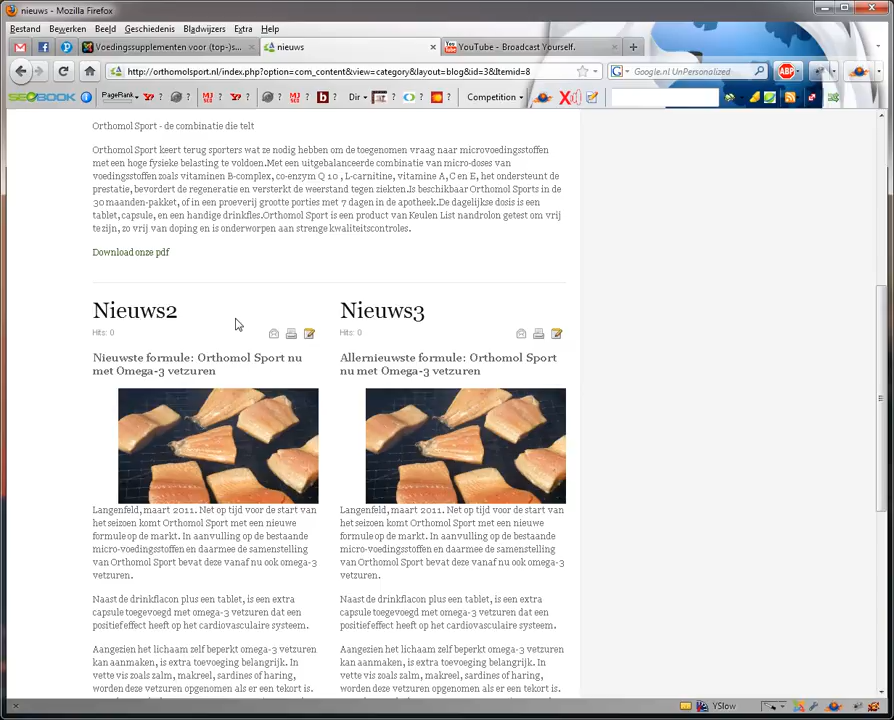 nieuws - Mozilla Firefox
Bestand Bewerken Beeld Geschiedenis Bladwijzers Extra Help
Voedingssupplementen voor (top-)s... nieuws YouTube - Broadcast Yourself.
http://orthomolsport.nl/index.php?option=com_content&view=category&layout=blog&id=3&Itemid=8 Google.nl UnPersonalized ABP
SEOBOOK PageRank Dir Competition
Orthomol Sport - de combinatie die telt
Orthomol Sport keert terug sporters wat ze nodig hebben om de toegenomen vraag naar microvoedingsstoffen
met een hoge fysieke belasting te voldoen.Met een uitgebalanceerde combinatie van micro-doses van
voedingsstoffen zoals vitaminen B-complex, co-enzym Q 10 , L-carnitine, vitamine A, C en E, het ondersteunt de
prestatie, bevordert de regeneratie en versterkt de weerstand tegen ziekten.Is beschikbaar Orthomol Sports in de
30 maanden-pakket, of in een proeverij grootte porties met 7 dagen in de apotheek.De dagelijkse dosis is een
tablet, capsule, en een handige drinkfles.Orthomol Sport is een product van Keulen List nandrolon getest om vrij
te zijn, zo vrij van doping en is onderworpen aan strenge kwaliteitscontroles.
Download onze pdf
Nieuws2
Hits: 0
Nieuwste formule: Orthomol Sport nu
met Omega-3 vetzuren
Langenfeld, maart 2011. Net op tijd voor de start van
het seizoen komt Orthomol Sport met een nieuwe
formule op de markt. In aanvulling op de bestaande
micro-voedingsstoffen en daarmee de samenstelling
van Orthomol Sport bevat deze vanaf nu ook omega-3
vetzuren.
Naast de drinkflacon plus een tablet, is een extra
capsule toegevoegd met omega-3 vetzuren dat een
positief effect heeft op het cardiovasculaire systeem.
Aangezien het lichaam zelf beperkt omega-3 vetzuren
kan aanmaken, is extra toevoeging belangrijk. In
vette vis zoals zalm, makreel, sardines of haring,
worden deze vetzuren opgenomen als er een tekort is.
Nieuws3
Hits: 0
Allernieuwste formule: Orthomol Sport
nu met Omega-3 vetzuren
Langenfeld, maart 2011. Net op tijd voor de start van
het seizoen komt Orthomol Sport met een nieuwe
formule op de markt. In aanvulling op de bestaande
micro-voedingsstoffen en daarmee de samenstelling
van Orthomol Sport bevat deze vanaf nu ook omega-3
vetzuren.
Naast de drinkflacon plus een tablet, is een extra
capsule toegevoegd met omega-3 vetzuren dat een
positief effect heeft op het cardiovasculaire systeem.
Aangezien het lichaam zelf beperkt omega-3 vetzuren
kan aanmaken, is extra toevoeging belangrijk. In
vette vis zoals zalm, makreel, sardines of haring,
worden deze vetzuren opgenomen als er een tekort is.
YSlow